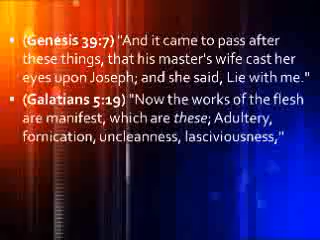 • (Genesis 39:7) "And it came to pass after
these things, that his master's wife cast her
eyes upon Joseph; and she said, Lie with me."
• (Galatians 5:19) "Now the works of the flesh
are manifest, which are these; Adultery,
fornication, uncleanness, lasciviousness,"